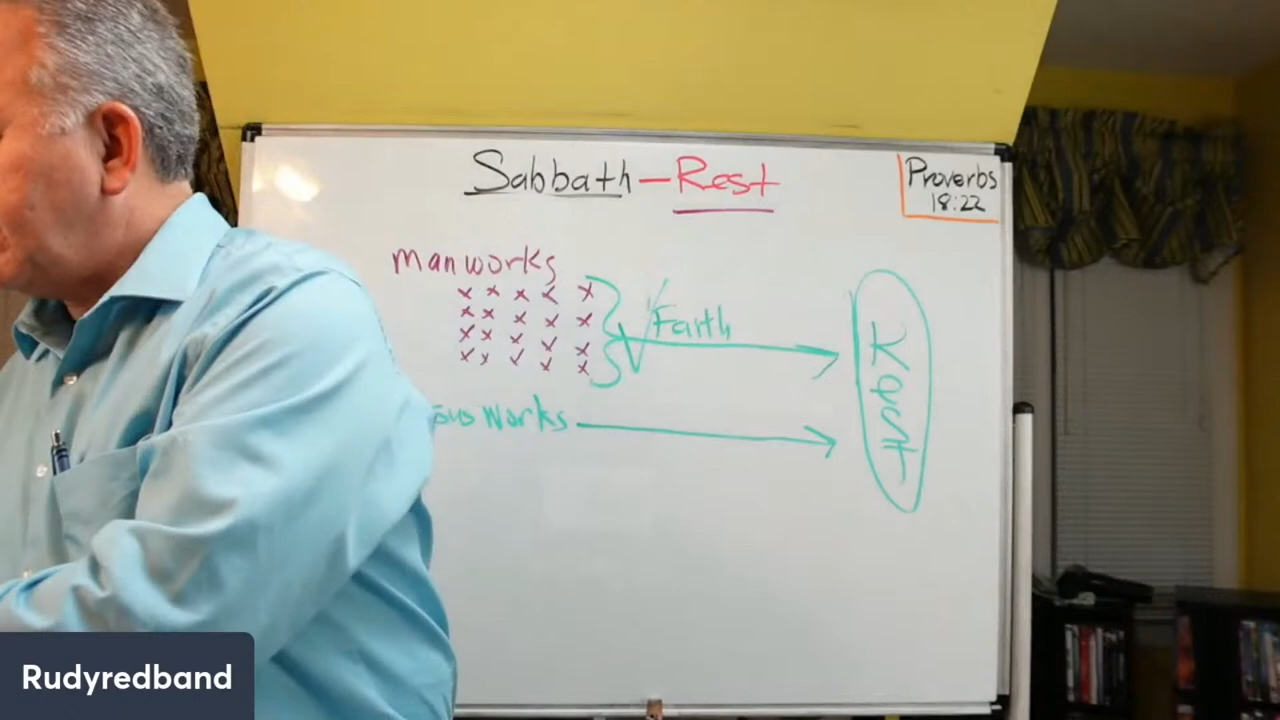 Sabbath - Rest
Proverbs
18:22
man works
Faith
Works
Rest
Rudyredband